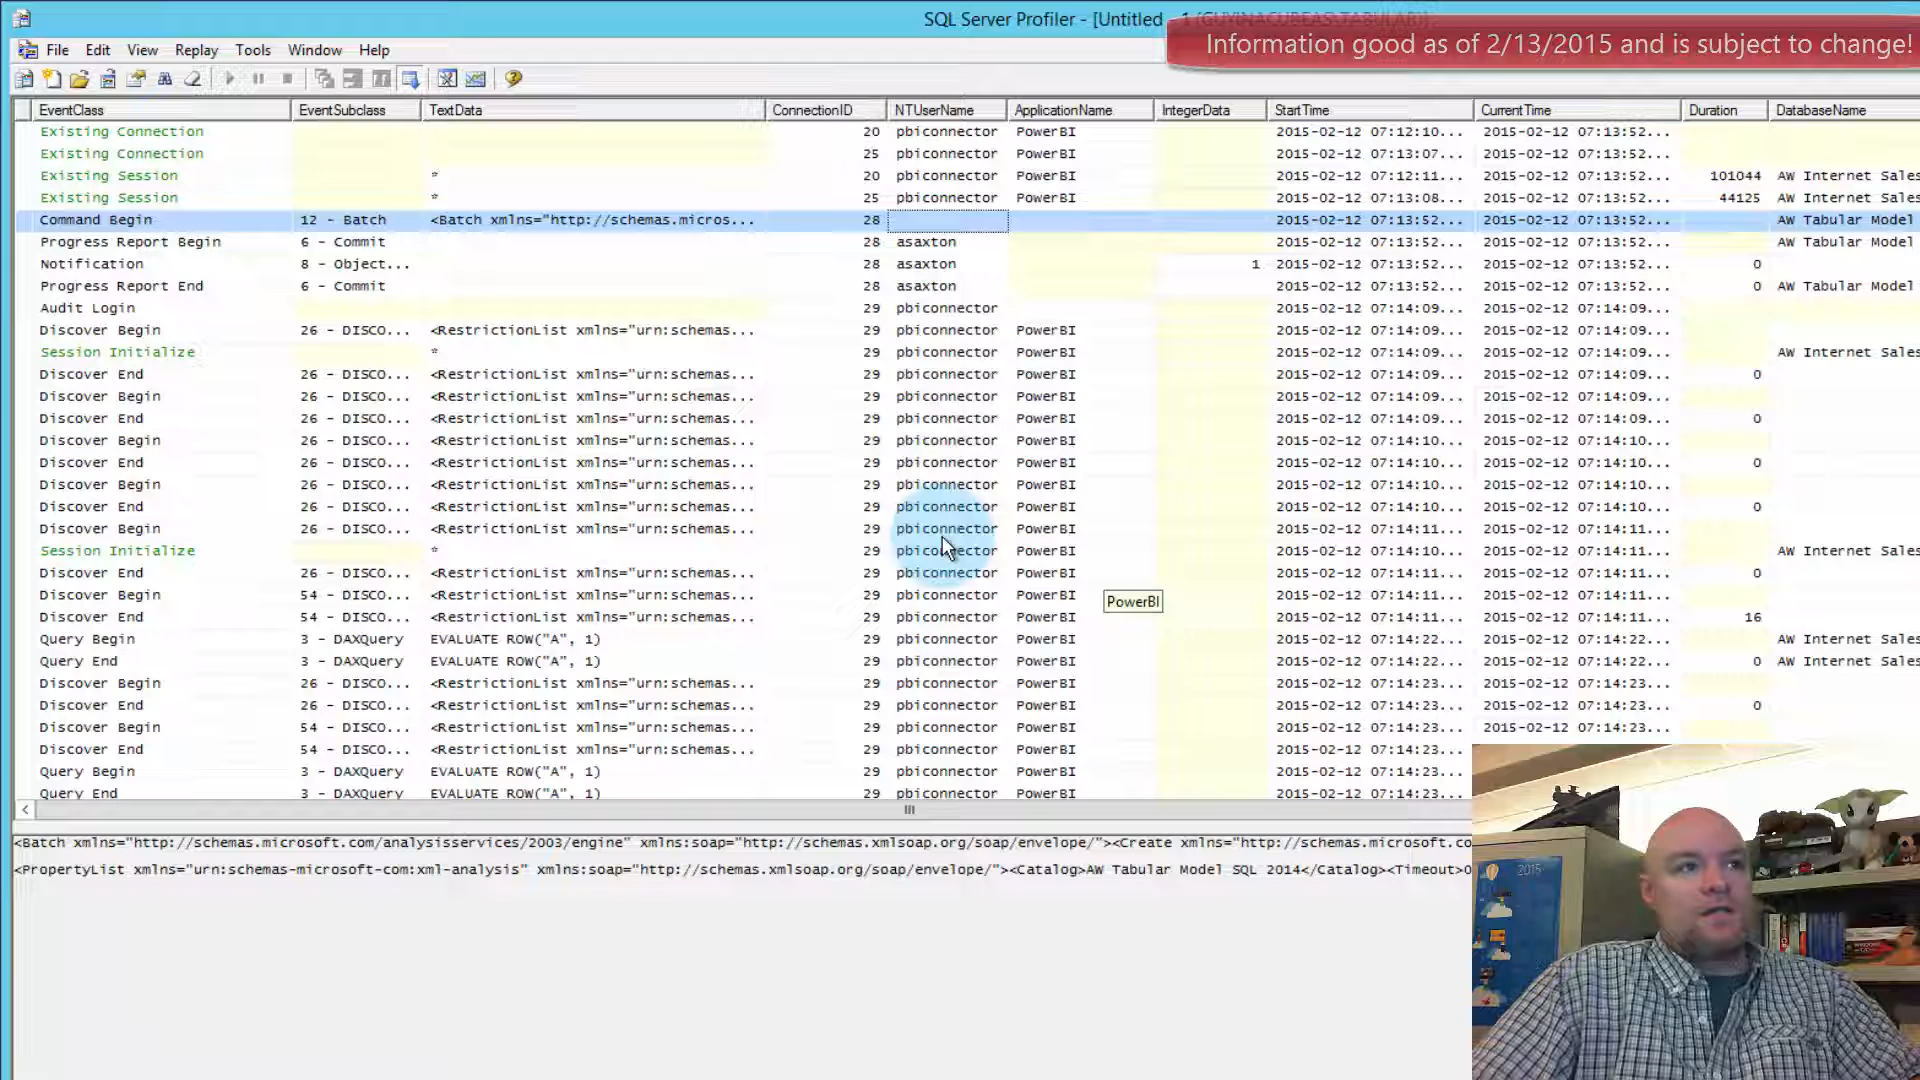 SQL Server Profiler - [Untitled - 1 (GUYINACUBEAS\TABULAR)]
Information good as of 2/13/2015 and is subject to change!
File Edit View Replay Tools Window Help
EventClass EventSubclass TextData ConnectionID NTUserName ApplicationName IntegerData StartTime CurrentTime Duration DatabaseName
Existing Connection 20 pbiconnector PowerBI 2015-02-12 07:12:10... 2015-02-12 07:13:52...
Existing Connection 25 pbiconnector PowerBI 2015-02-12 07:13:07... 2015-02-12 07:13:52...
Existing Session * 20 pbiconnector PowerBI 2015-02-12 07:12:11... 2015-02-12 07:13:52... 101044 AW Internet Sales
Existing Session * 25 pbiconnector PowerBI 2015-02-12 07:13:08... 2015-02-12 07:13:52... 44125 AW Internet Sales
Command Begin 12 - Batch <Batch xmlns="http://schemas.micros... 28 2015-02-12 07:13:52... 2015-02-12 07:13:52... AW Tabular Model
Progress Report Begin 6 - Commit 28 asaxton 2015-02-12 07:13:52... 2015-02-12 07:13:52... AW Tabular Model
Notification 8 - Object... 28 asaxton 1 2015-02-12 07:13:52... 2015-02-12 07:13:52... 0
Progress Report End 6 - Commit 28 asaxton 2015-02-12 07:13:52... 2015-02-12 07:13:52... 0 AW Tabular Model
Audit Login 29 pbiconnector 2015-02-12 07:14:09... 2015-02-12 07:14:09...
Discover Begin 26 - DISCO... <RestrictionList xmlns="urn:schemas... 29 pbiconnector PowerBI 2015-02-12 07:14:09... 2015-02-12 07:14:09...
Session Initialize * 29 pbiconnector PowerBI 2015-02-12 07:14:09... 2015-02-12 07:14:09... AW Internet Sales
Discover End 26 - DISCO... <RestrictionList xmlns="urn:schemas... 29 pbiconnector PowerBI 2015-02-12 07:14:09... 2015-02-12 07:14:09... 0
Discover Begin 26 - DISCO... <RestrictionList xmlns="urn:schemas... 29 pbiconnector PowerBI 2015-02-12 07:14:09... 2015-02-12 07:14:09...
Discover End 26 - DISCO... <RestrictionList xmlns="urn:schemas... 29 pbiconnector PowerBI 2015-02-12 07:14:09... 2015-02-12 07:14:09... 0
Discover Begin 26 - DISCO... <RestrictionList xmlns="urn:schemas... 29 pbiconnector PowerBI 2015-02-12 07:14:10... 2015-02-12 07:14:10...
Discover End 26 - DISCO... <RestrictionList xmlns="urn:schemas... 29 pbiconnector PowerBI 2015-02-12 07:14:10... 2015-02-12 07:14:10... 0
Discover Begin 26 - DISCO... <RestrictionList xmlns="urn:schemas... 29 pbiconnector PowerBI 2015-02-12 07:14:10... 2015-02-12 07:14:10...
Discover End 26 - DISCO... <RestrictionList xmlns="urn:schemas... 29 pbiconnector PowerBI 2015-02-12 07:14:10... 2015-02-12 07:14:10... 0
Discover Begin 26 - DISCO... <RestrictionList xmlns="urn:schemas... 29 pbiconnector PowerBI 2015-02-12 07:14:11... 2015-02-12 07:14:11...
Session Initialize * 29 pbiconnector PowerBI 2015-02-12 07:14:10... 2015-02-12 07:14:11... AW Internet Sales
Discover End 26 - DISCO... <RestrictionList xmlns="urn:schemas... 29 pbiconnector PowerBI 2015-02-12 07:14:11... 2015-02-12 07:14:11... 0
Discover Begin 54 - DISCO... <RestrictionList xmlns="urn:schemas... 29 pbiconnector PowerBI 2015-02-12 07:14:11... 2015-02-12 07:14:11...
PowerBI
Discover End 54 - DISCO... <RestrictionList xmlns="urn:schemas... 29 pbiconnector PowerBI 2015-02-12 07:14:11... 2015-02-12 07:14:11... 16
Query Begin 3 - DAXQuery EVALUATE ROW("A", 1) 29 pbiconnector PowerBI 2015-02-12 07:14:22... 2015-02-12 07:14:22... AW Internet Sales
Query End 3 - DAXQuery EVALUATE ROW("A", 1) 29 pbiconnector PowerBI 2015-02-12 07:14:22... 2015-02-12 07:14:22... 0 AW Internet Sales
Discover Begin 26 - DISCO... <RestrictionList xmlns="urn:schemas... 29 pbiconnector PowerBI 2015-02-12 07:14:23... 2015-02-12 07:14:23...
Discover End 26 - DISCO... <RestrictionList xmlns="urn:schemas... 29 pbiconnector PowerBI 2015-02-12 07:14:23... 2015-02-12 07:14:23... 0
Discover Begin 54 - DISCO... <RestrictionList xmlns="urn:schemas... 29 pbiconnector PowerBI 2015-02-12 07:14:23... 2015-02-12 07:14:23...
Discover End 54 - DISCO... <RestrictionList xmlns="urn:schemas... 29 pbiconnector PowerBI 2015-02-12 07:14:23...
Query Begin 3 - DAXQuery EVALUATE ROW("A", 1) 29 pbiconnector PowerBI 2015-02-12 07:14:23...
Query End 3 - DAXQuery EVALUATE ROW("A", 1) 29 pbiconnector PowerBI 2015-02-12 07:14:23...
<Batch xmlns="http://schemas.microsoft.com/analysisservices/2003/engine" xmlns:soap="http://schemas.xmlsoap.org/soap/envelope/"><Create xmlns="http://schemas.microsoft.co
<PropertyList xmlns="urn:schemas-microsoft-com:xml-analysis" xmlns:soap="http://schemas.xmlsoap.org/soap/envelope/"><Catalog>AW Tabular Model SQL 2014</Catalog><Timeout>0
2015